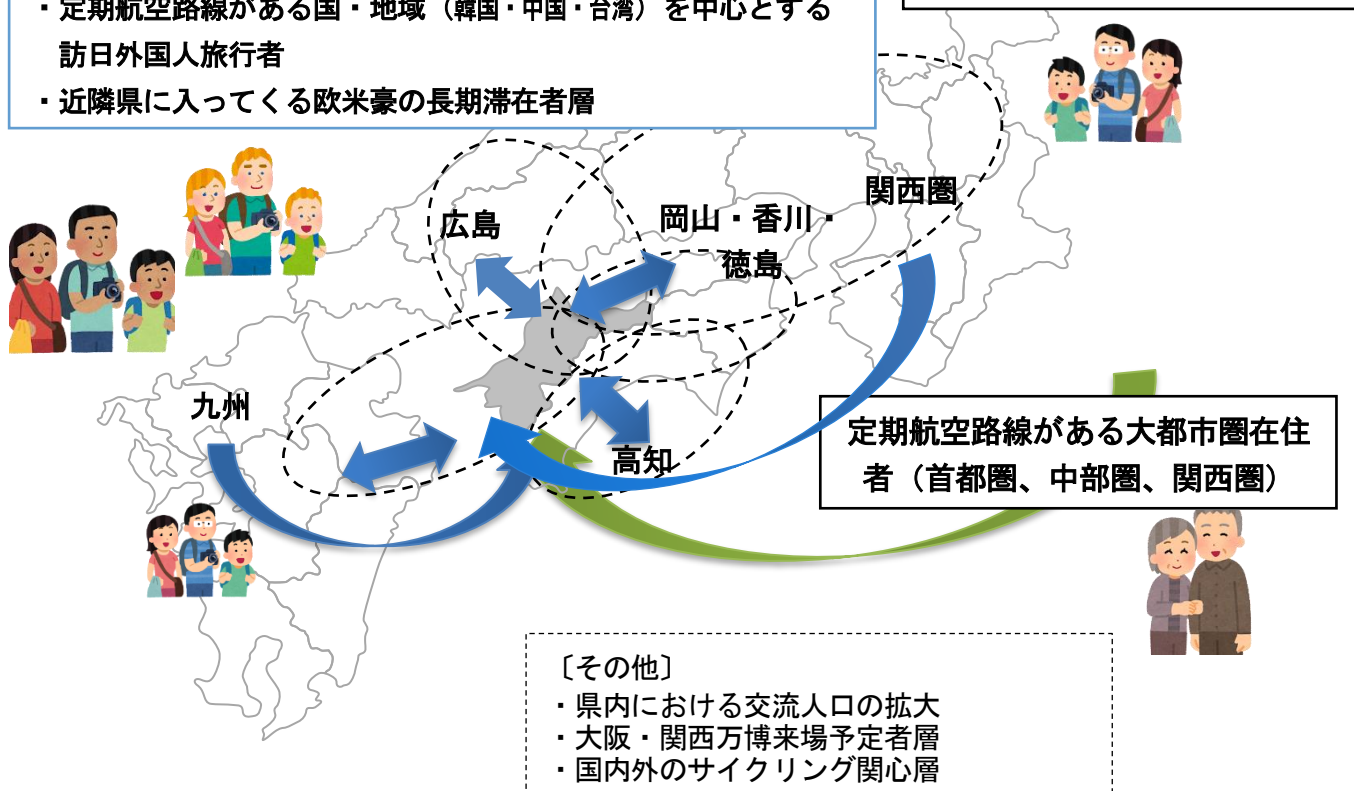 ・定期航空路線がある国・地域（韓国・中国・台湾）を中心とする
訪日外国人旅行者
・近隣県に入ってくる欧米豪の長期滞在者層
関西圏
広島
岡山・香川・
徳島
九州
高知
定期航空路線がある大都市圏在住
者（首都圏、中部圏、関西圏）
〔その他〕
・県内における交流人口の拡大
・大阪・関西万博来場予定者層
・国内外のサイクリング関心層